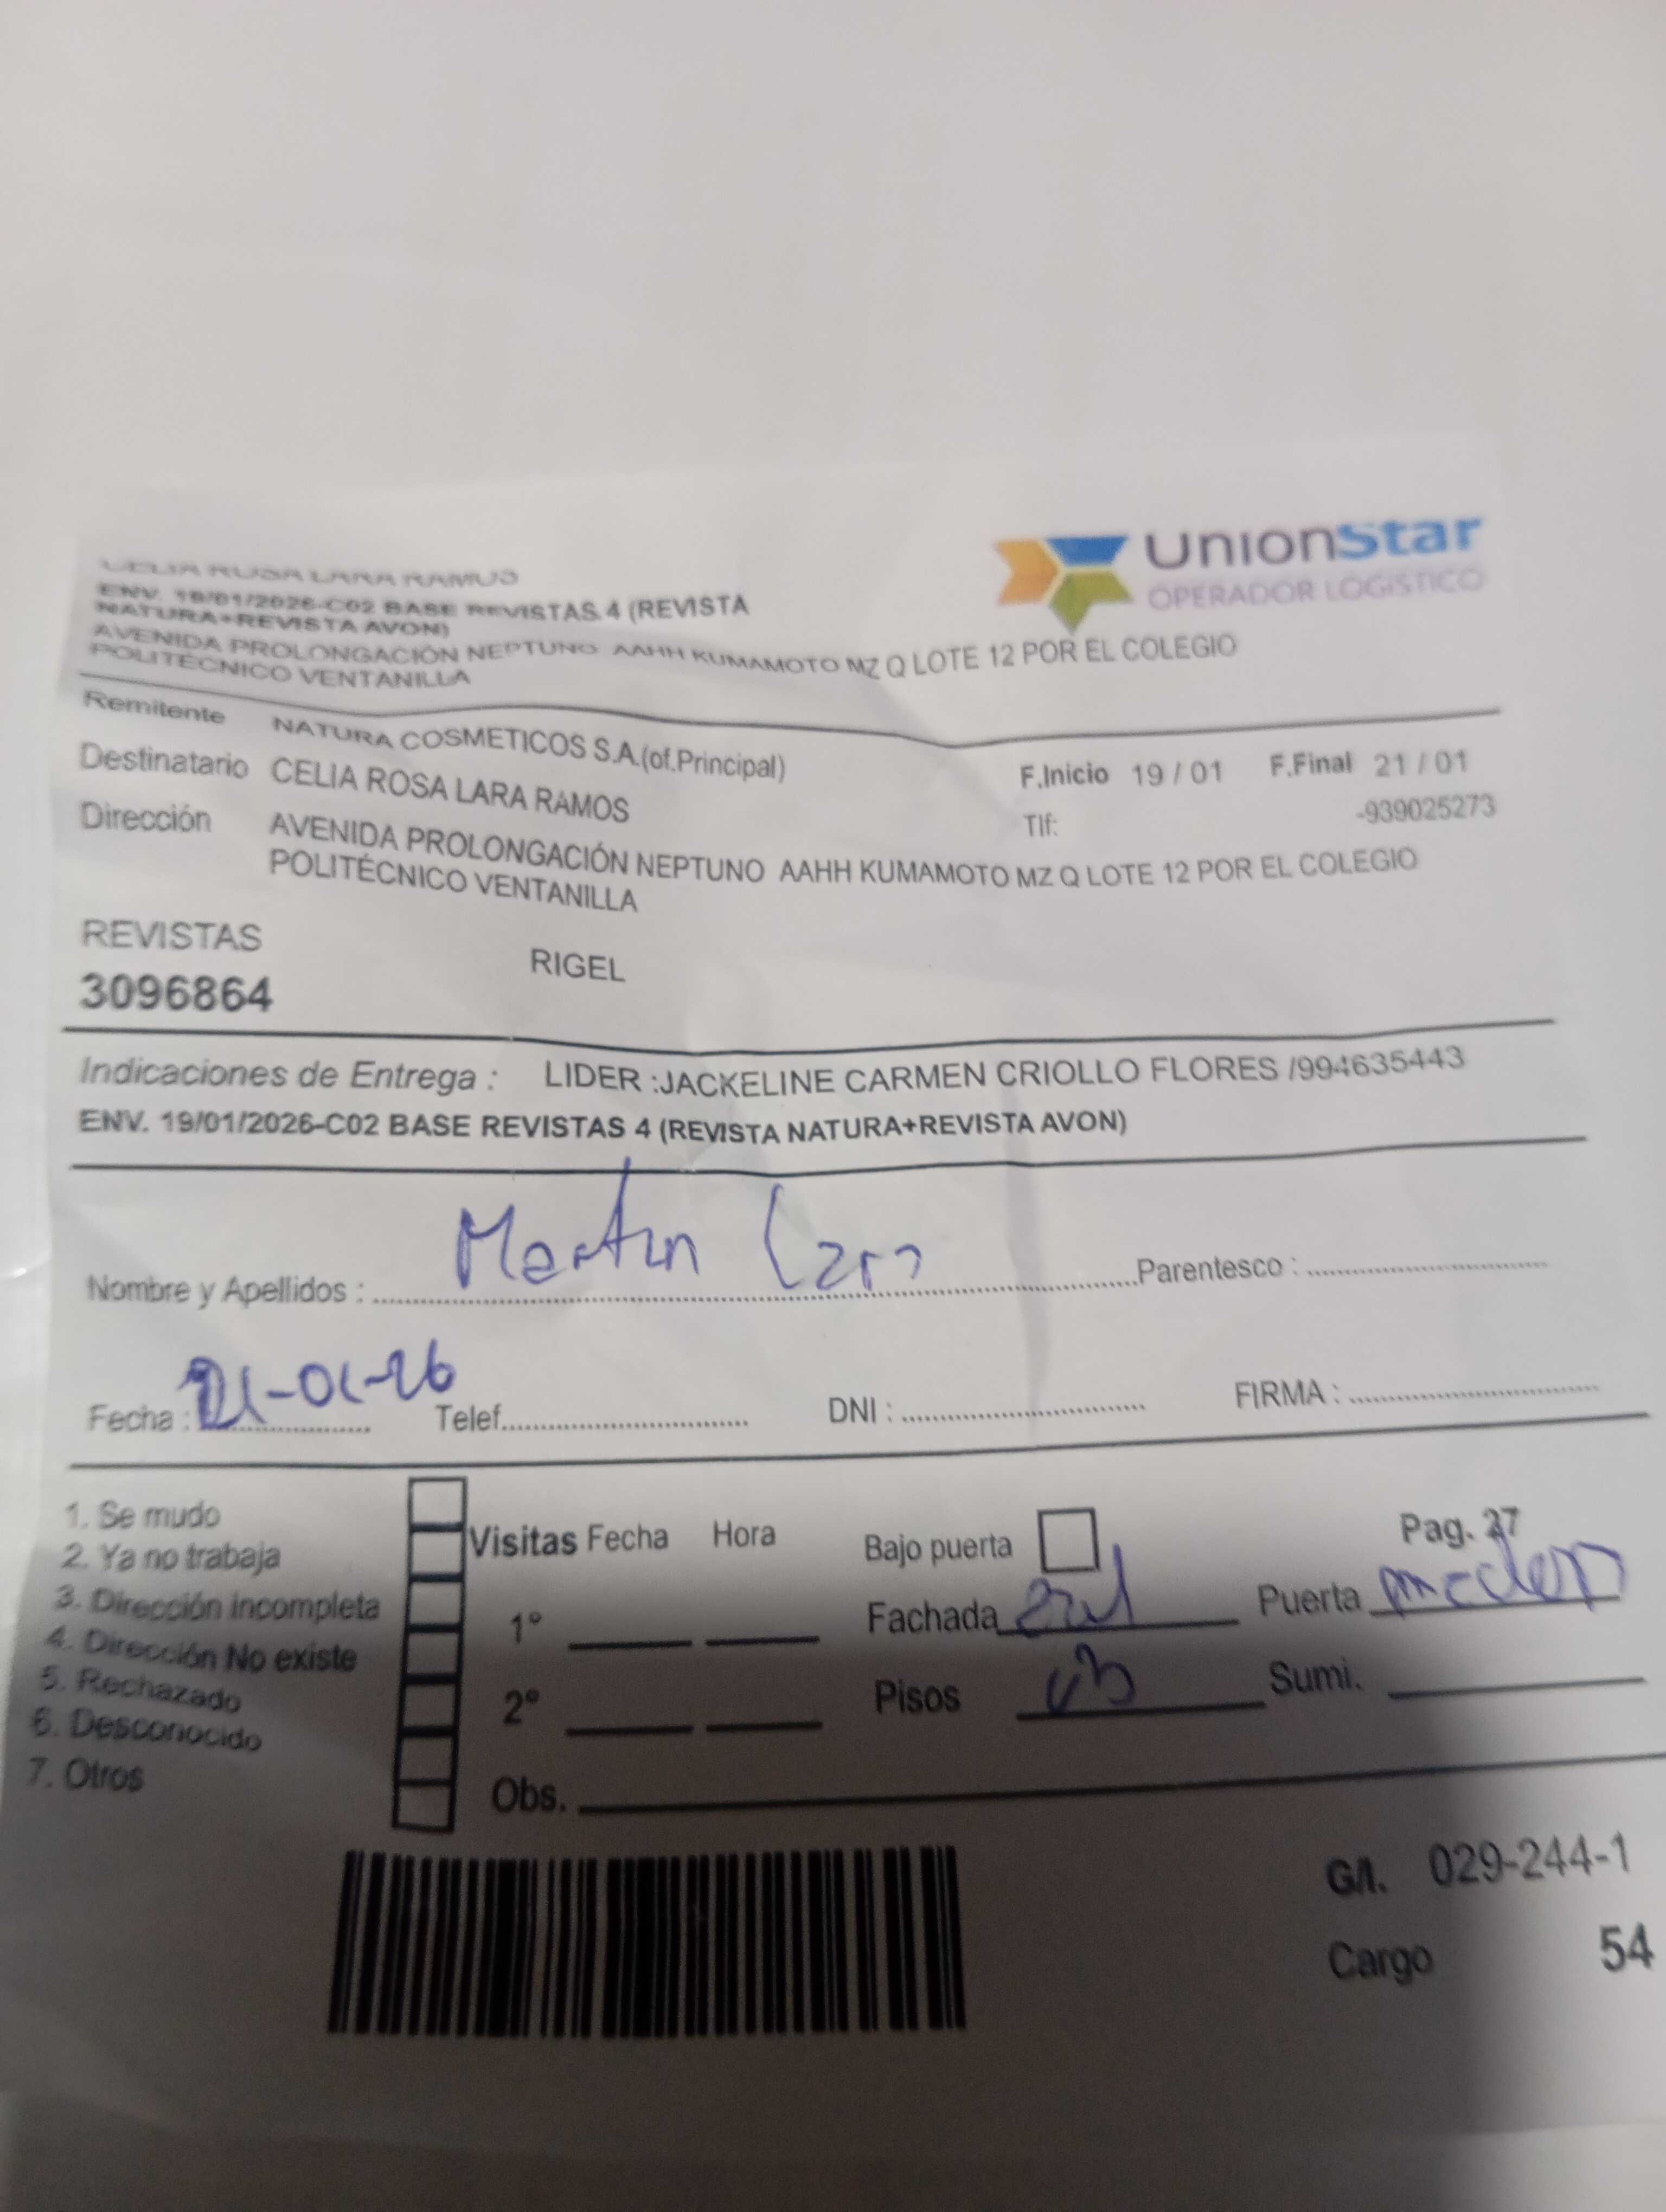 UnionStar
OPERADOR LOGÍSTICO
CELIA ROSA LARA RAMOS
ENV. 19/01/2026-C02 BASE REVISTAS 4 (REVISTA
NATURA+REVISTA AVON)
AVENIDA PROLONGACIÓN NEPTUNO AAHH KUMAMOTO MZ Q LOTE 12 POR EL COLEGIO
POLITÉCNICO VENTANILLA
Remitente NATURA COSMETICOS S.A.(of.Principal)
Destinatario CELIA ROSA LARA RAMOS
F.Inicio 19 / 01 F.Final 21 / 01
Dirección AVENIDA PROLONGACIÓN NEPTUNO AAHH KUMAMOTO MZ Q LOTE 12 POR EL COLEGIO
POLITÉCNICO VENTANILLA
Tlf: -939025273
REVISTAS
RIGEL
3096864
Indicaciones de Entrega : LIDER :JACKELINE CARMEN CRIOLLO FLORES /994635443
ENV. 19/01/2026-C02 BASE REVISTAS 4 (REVISTA NATURA+REVISTA AVON)
Nombre y Apellidos : Martin Lara Parentesco :
Fecha : 21-01-26 Telef. DNI : FIRMA :
1. Se mudo
2. Ya no trabaja
3. Dirección incompleta
4. Dirección No existe
5. Rechazado
6. Desconocido
7. Otros
Visitas Fecha Hora
1°
2°
Obs.
Bajo puerta
Pag. 27
Fachada Puerta
Pisos Sumi.
G/I. 029-244-1
Cargo 54